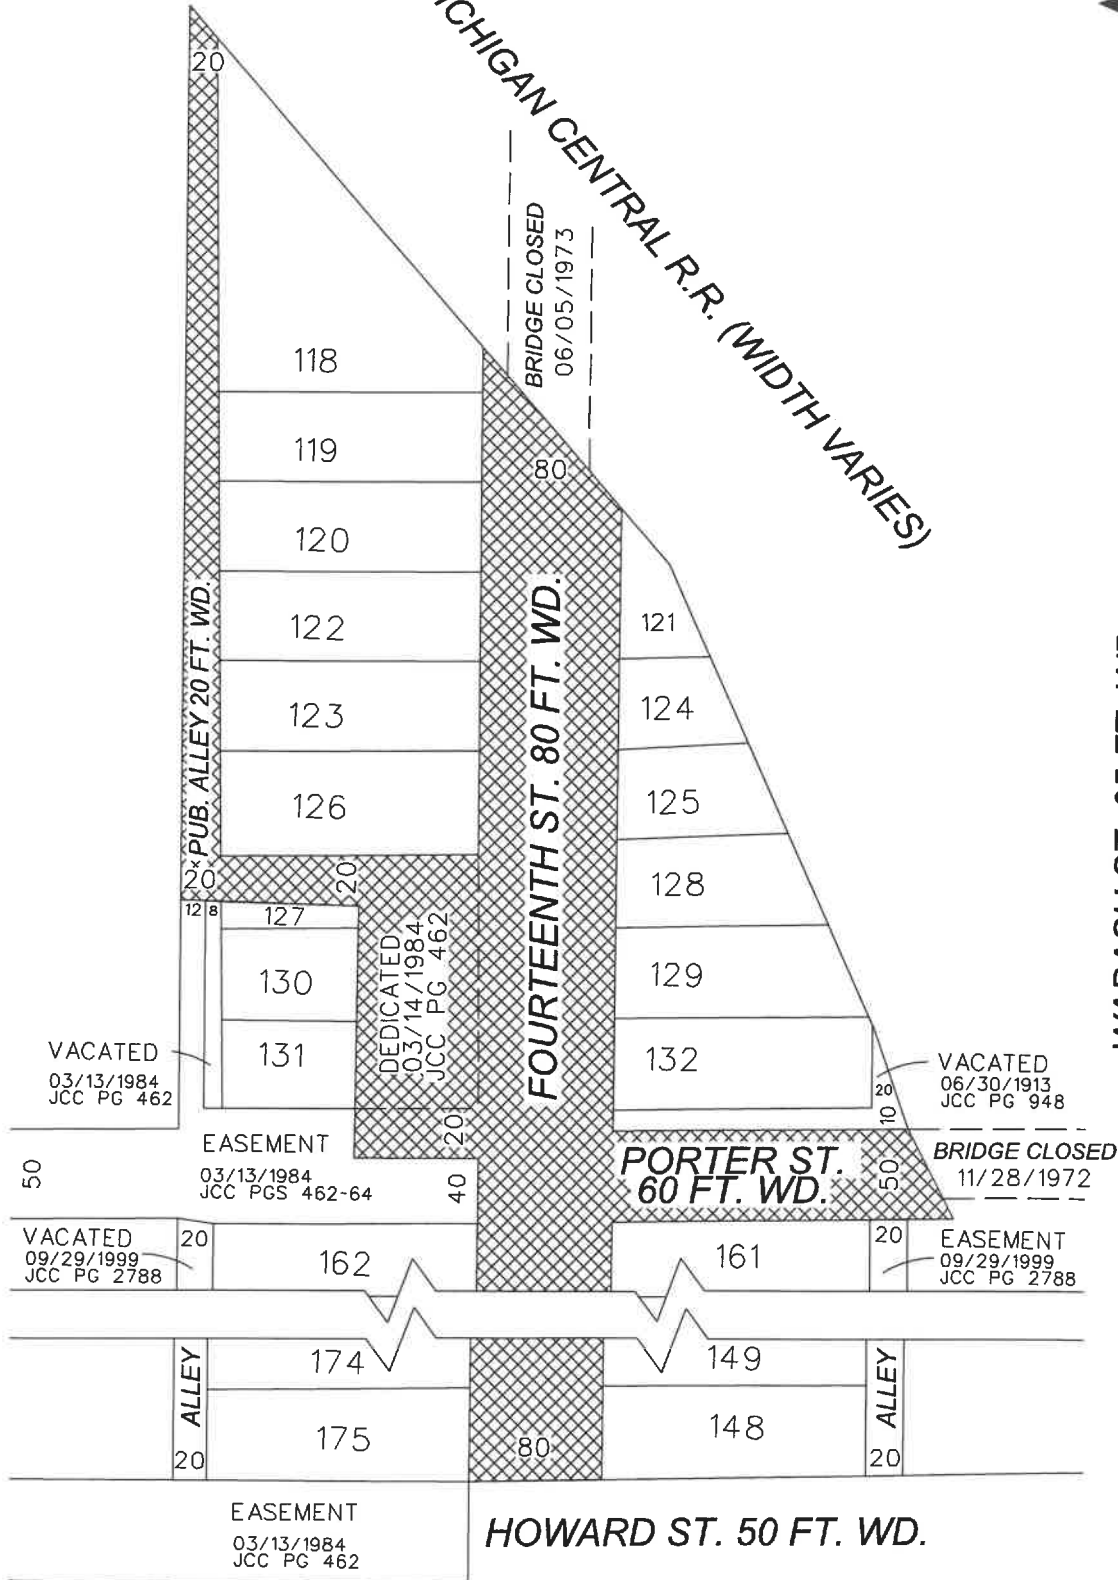 MICHIGAN CENTRAL R.R. (WIDTH VARIES)
20
BRIDGE CLOSED
06/05/1973
118
119
80
120
122
121
123
124
126
125
128
129
132
*PUB. ALLEY 20 FT. WD.
FOURTEENTH ST. 80 FT. WD.
20
20
12
8
127
130
131
DEDICATED
03/14/1984
JCC PG 462
VACATED
03/13/1984
JCC PG 462
VACATED
06/30/1913
JCC PG 948
20
10
EASEMENT
03/13/1984
JCC PGS 462-64
50
20
40
PORTER ST.
60 FT. WD.
50
BRIDGE CLOSED
11/28/1972
VACATED
09/29/1999
JCC PG 2788
20
162
161
20
EASEMENT
09/29/1999
JCC PG 2788
174
149
ALLEY
ALLEY
175
148
20
80
20
EASEMENT
03/13/1984
JCC PG 462
HOWARD ST. 50 FT. WD.